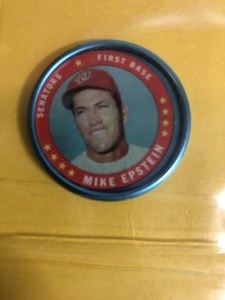 SENATORS
FIRST BASE
W
MIKE EPSTEIN